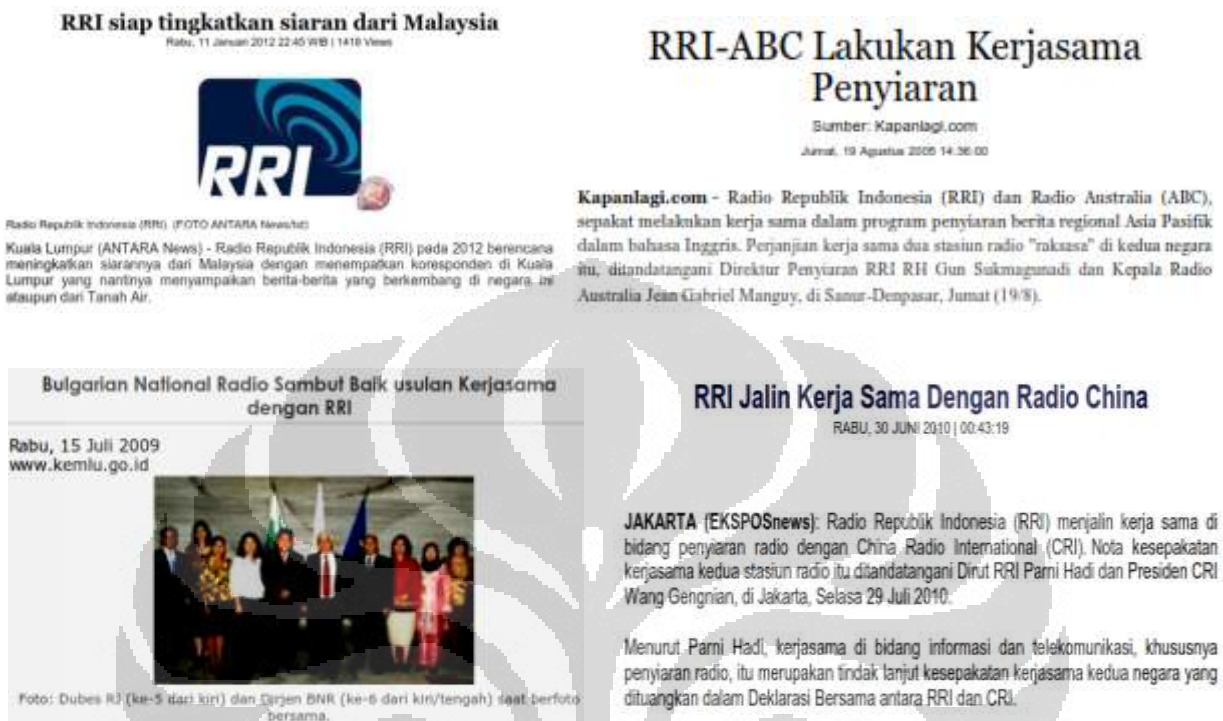 RRI siap tingkatkan siaran dari Malaysia
Rabu, 11 Januari 2012 22:45 WIB | 1418 Views
RRI
Radio Republik Indonesia (RRI). (FOTO ANTARA News/Ist)
Kuala Lumpur (ANTARA News) - Radio Republik Indonesia (RRI) pada 2012 berencana
meningkatkan siarannya dari Malaysia dengan menempatkan koresponden di Kuala
Lumpur yang nantinya menyampaikan berita-berita yang berkembang di negara ini
ataupun dari Tanah Air.
RRI-ABC Lakukan Kerjasama
Penyiaran
Sumber: Kapanlagi.com
Jumat, 19 Agustus 2005 14:36:00
Kapanlagi.com - Radio Republik Indonesia (RRI) dan Radio Australia (ABC),
sepakat melakukan kerja sama dalam program penyiaran berita regional Asia Pasifik
dalam bahasa Inggris. Perjanjian kerja sama dua stasiun radio "raksasa" di kedua negara
itu, ditandatangani Direktur Penyiaran RRI RH Gun Sukmagunadi dan Kepala Radio
Australia Jean Gabriel Manguy, di Sanur-Denpasar, Jumat (19/8).
Bulgarian National Radio Sambut Baik usulan Kerjasama
dengan RRI
Rabu, 15 Juli 2009
www.kemlu.go.id
Foto: Dubes RJ (ke-5 dari kiri) dan Dirjen BNR (ke-6 dari kiri/tengah) saat berfoto
bersama.
RRI Jalin Kerja Sama Dengan Radio China
RABU, 30 JUNI 2010 | 00:43:19
JAKARTA (EKSPOSnews): Radio Republik Indonesia (RRI) menjalin kerja sama di
bidang penyiaran radio dengan China Radio International (CRI). Nota kesepakatan
kerjasama kedua stasiun radio itu ditandatangani Dirut RRI Parni Hadi dan Presiden CRI
Wang Gengnian, di Jakarta, Selasa 29 Juli 2010.
Menurut Parni Hadi, kerjasama di bidang informasi dan telekomunikasi, khususnya
penyiaran radio, itu merupakan tindak lanjut kesepakatan kerjasama kedua negara yang
dituangkan dalam Deklarasi Bersama antara RRI dan CRI.